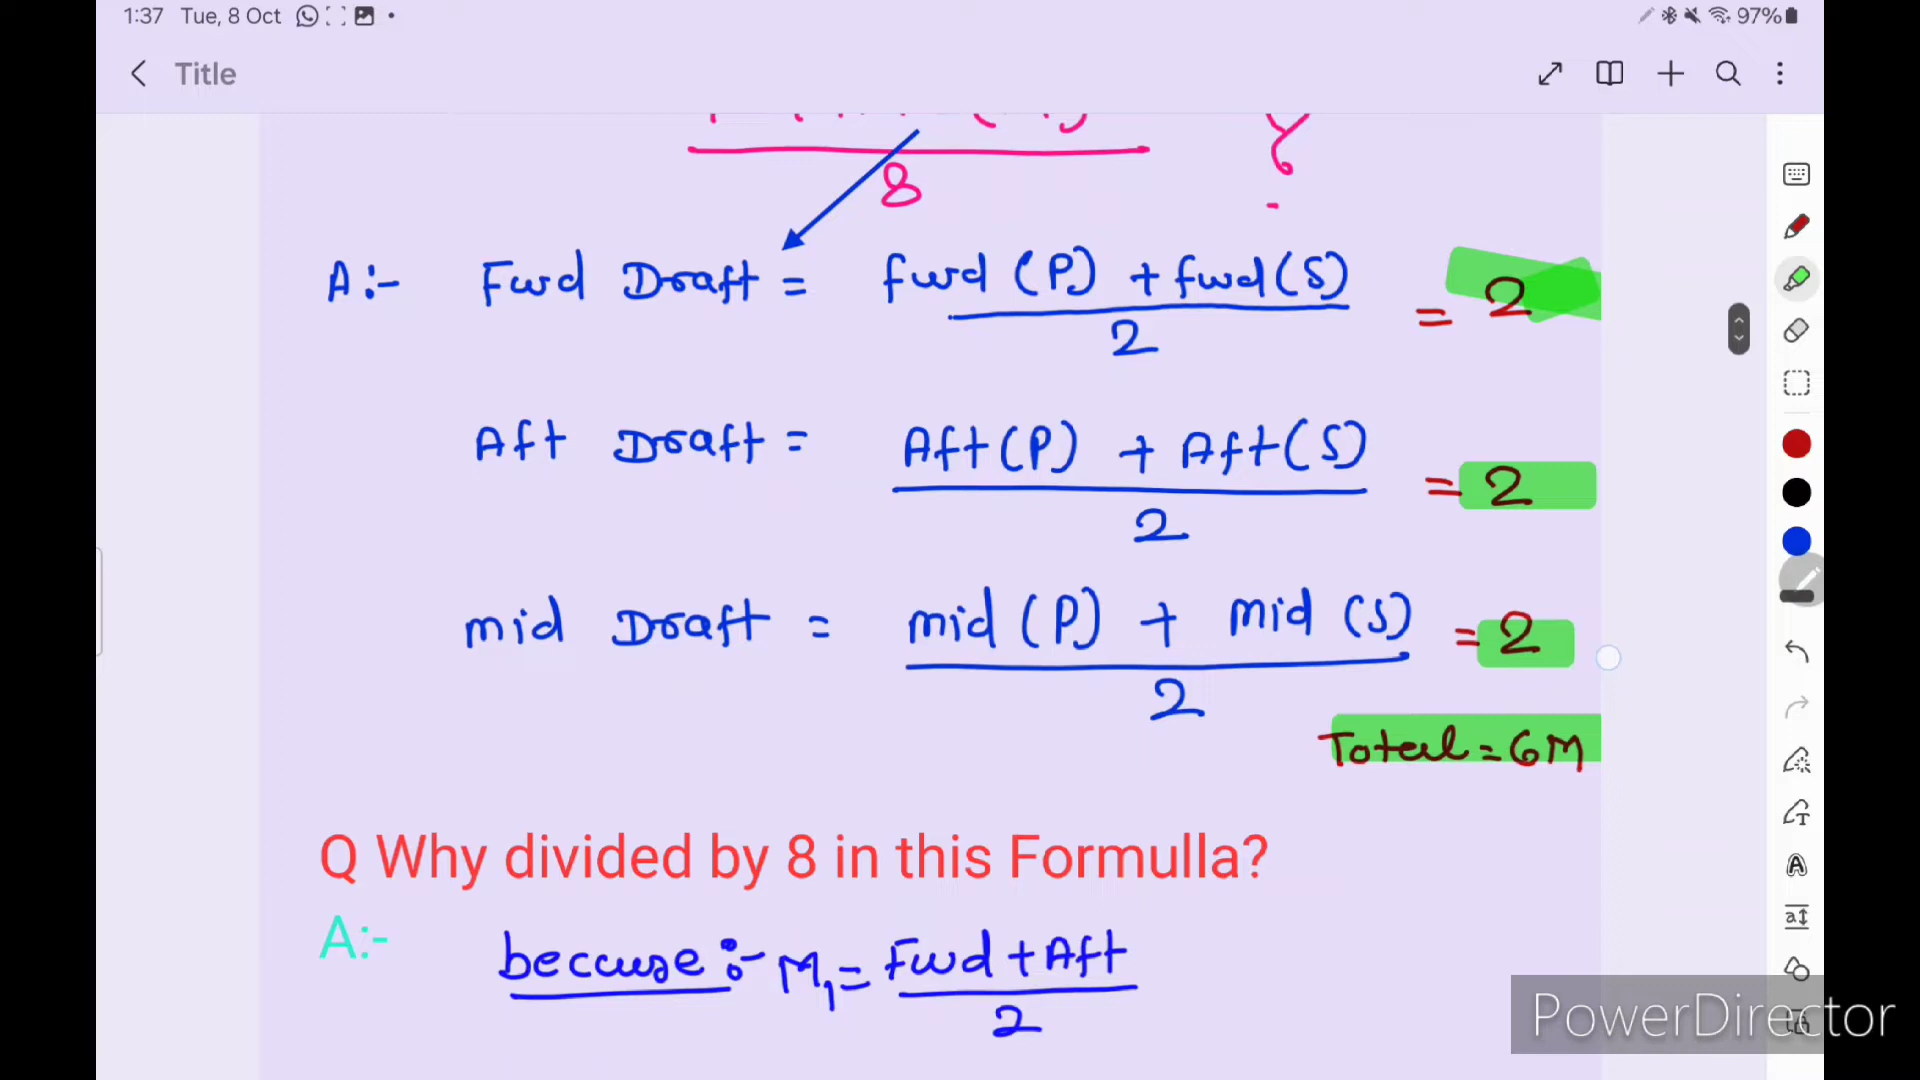 1:37 Tue, 8 Oct 97%
Title
8
A:- Fwd Draft = fwd (P) + fwd (S) = 2
2
Aft Draft = Aft (P) + Aft (S) = 2
2
mid Draft = mid (P) + mid (S) = 2
2
Total = 6M
Q Why divided by 8 in this Formulla?
A:-
becuuse :- M1 = Fwd + Aft
2
PowerDirector